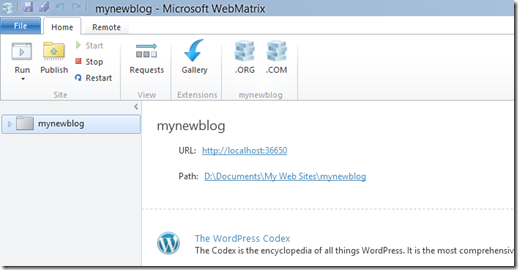 mynewblog - Microsoft WebMatrix
File Home Remote
Run Publish Start Stop Restart Requests Gallery .ORG .COM
Site View Extensions mynewblog
mynewblog
mynewblog
URL: http://localhost:36650
Path: D:\Documents\My Web Sites\mynewblog
The WordPress Codex
The Codex is the encyclopedia of all things WordPress. It is the most comprehensiv